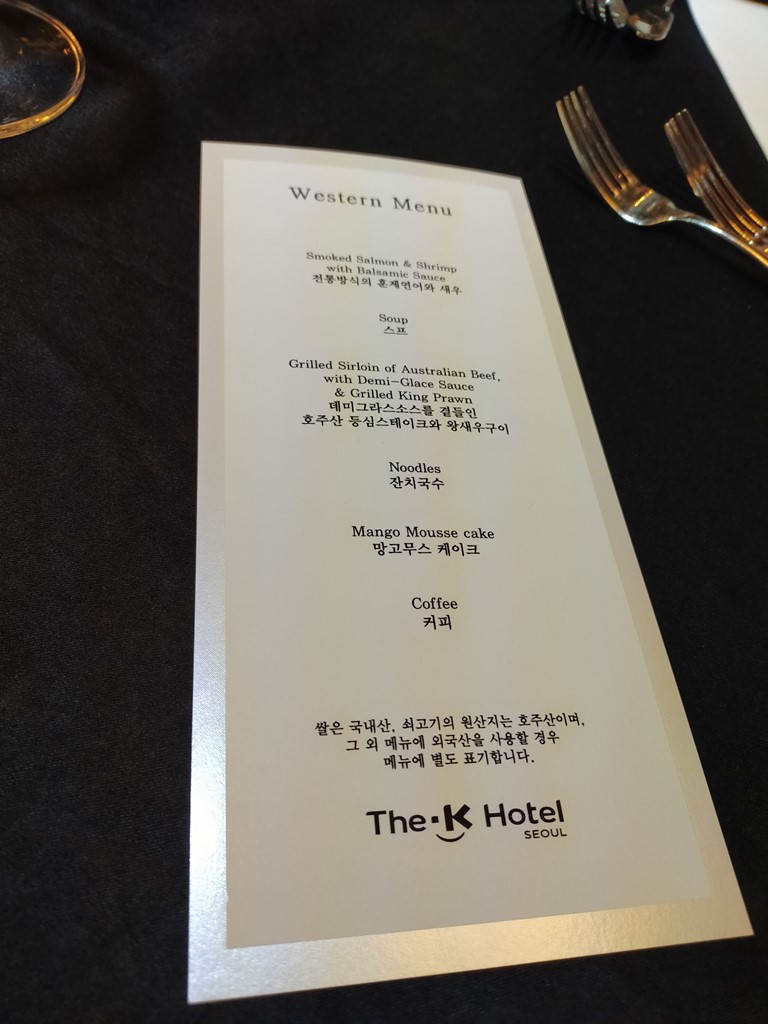 Western Menu
Smoked Salmon & Shrimp
with Balsamic Sauce
전통방식의 훈제연어와 새우
Soup
스프
Grilled Sirloin of Australian Beef,
with Demi-Glace Sauce
& Grilled King Prawn
데미그라스소스를 곁들인
호주산 등심스테이크와 왕새우구이
Noodles
잔치국수
Mango Mousse cake
망고무스 케이크
Coffee
커피
쌀은 국내산, 쇠고기의 원산지는 호주산이며,
그 외 메뉴에 외국산을 사용할 경우
메뉴에 별도 표기합니다.
The·K Hotel
SEOUL